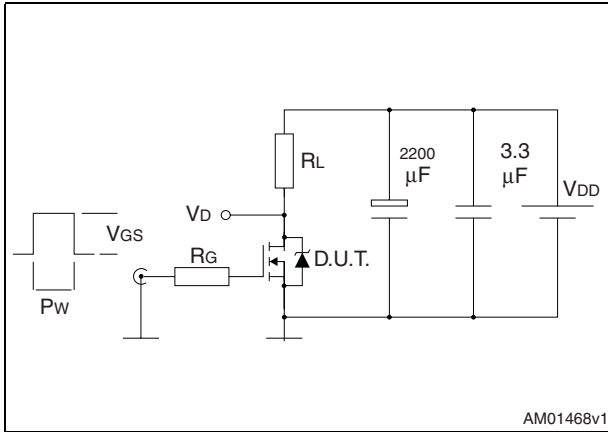 RL
2200
μF
3.3
μF
VDD
VD
VGS
RG
D.U.T.
PW
AM01468v1